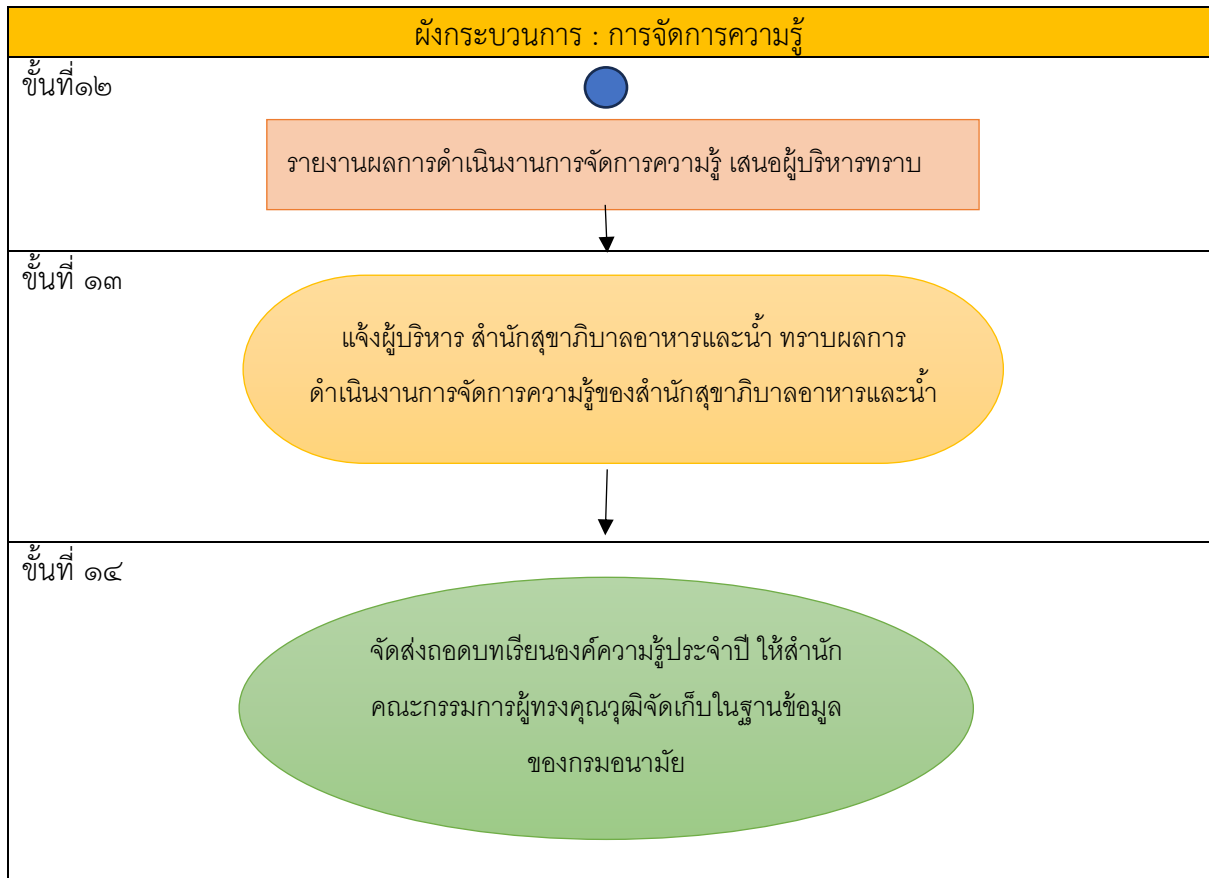 ผังกระบวนการ : การจัดการความรู้
ขั้นที่๑๒
รายงานผลการดำเนินงานการจัดการความรู้ เสนอผู้บริหารทราบ
ขั้นที่ ๑๓
แจ้งผู้บริหาร สำนักสุขาภิบาลอาหารและน้ำ ทราบผลการ
ดำเนินงานการจัดการความรู้ของสำนักสุขาภิบาลอาหารและน้ำ
ขั้นที่ ๑๔
จัดส่งถอดบทเรียนองค์ความรู้ประจำปี ให้สำนัก
คณะกรรมการผู้ทรงคุณวุฒิจัดเก็บในฐานข้อมูล
ของกรมอนามัย